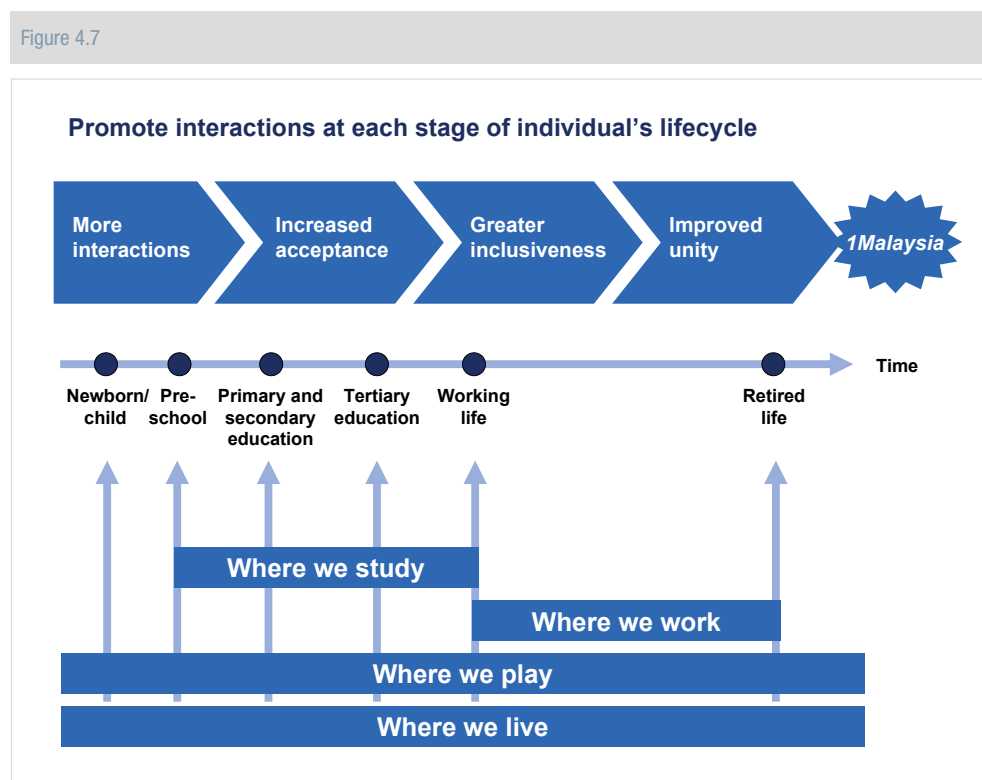 Figure 4.7
Promote interactions at each stage of individual’s lifecycle
More
interactions
Increased
acceptance
Greater
inclusiveness
Improved
unity
1Malaysia
Time
Newborn/
child
Pre-
school
Primary and
secondary
education
Tertiary
education
Working
life
Retired
life
Where we study
Where we work
Where we play
Where we live